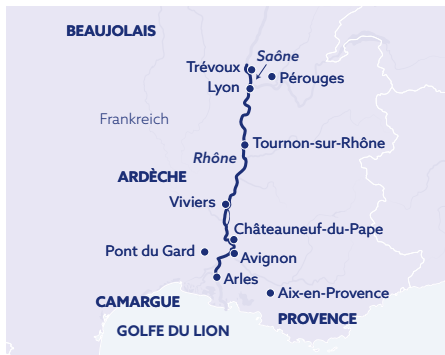 BEAUJOLAIS
Saône
Trévoux
Pérouges
Lyon
Frankreich
Tournon-sur-Rhône
Rhône
ARDÈCHE
Viviers
Châteauneuf-du-Pape
Pont du Gard
Avignon
Arles
Aix-en-Provence
CAMARGUE
PROVENCE
GOLFE DU LION